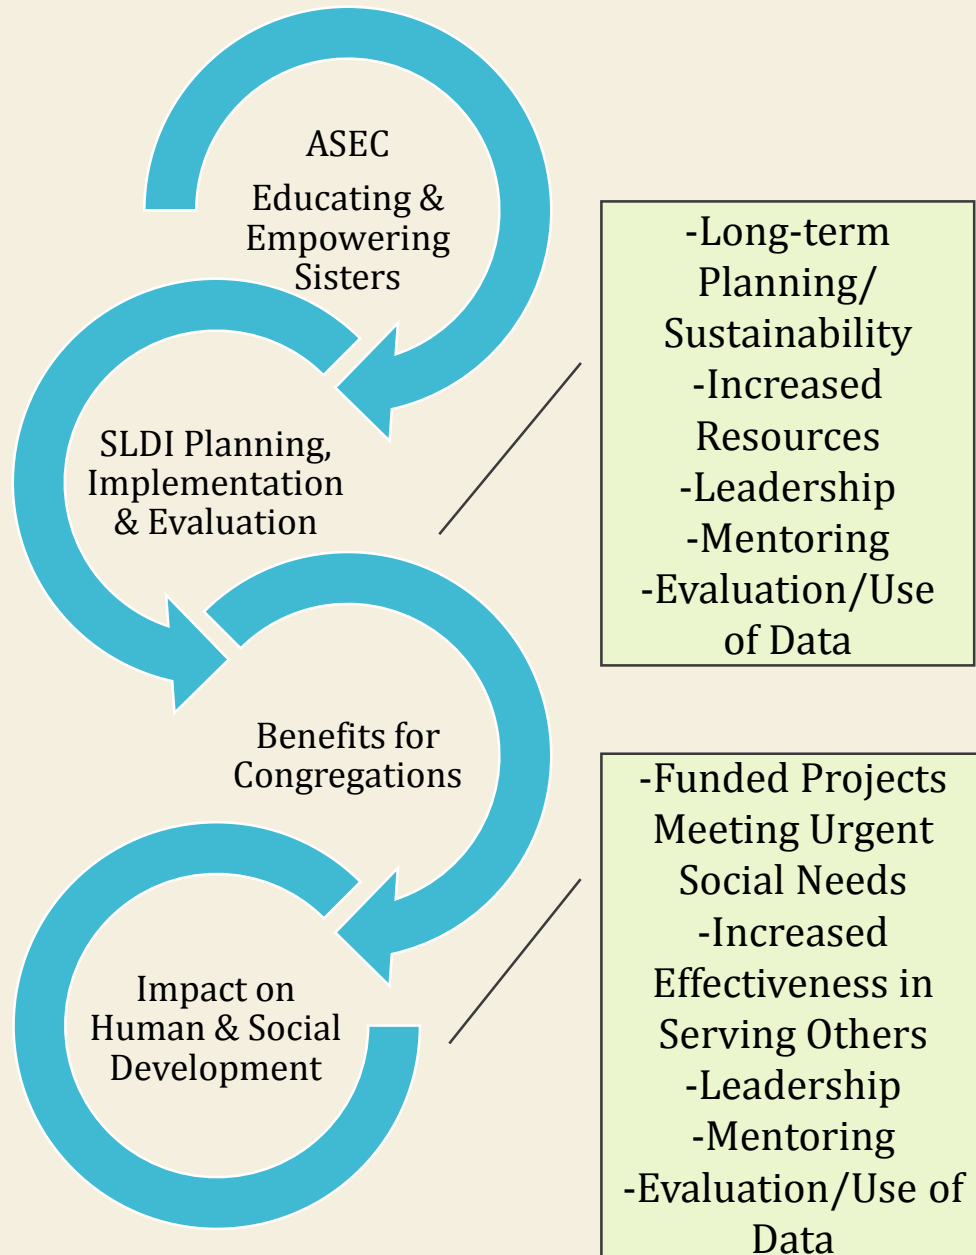 ASEC
Educating &
Empowering
Sisters
SLDI Planning,
Implementation
& Evaluation
Benefits for
Congregations
Impact on
Human & Social
Development
-Long-term
Planning/
Sustainability
-Increased
Resources
-Leadership
-Mentoring
-Evaluation/Use
of Data
-Funded Projects
Meeting Urgent
Social Needs
-Increased
Effectiveness in
Serving Others
-Leadership
-Mentoring
-Evaluation/Use of
Data